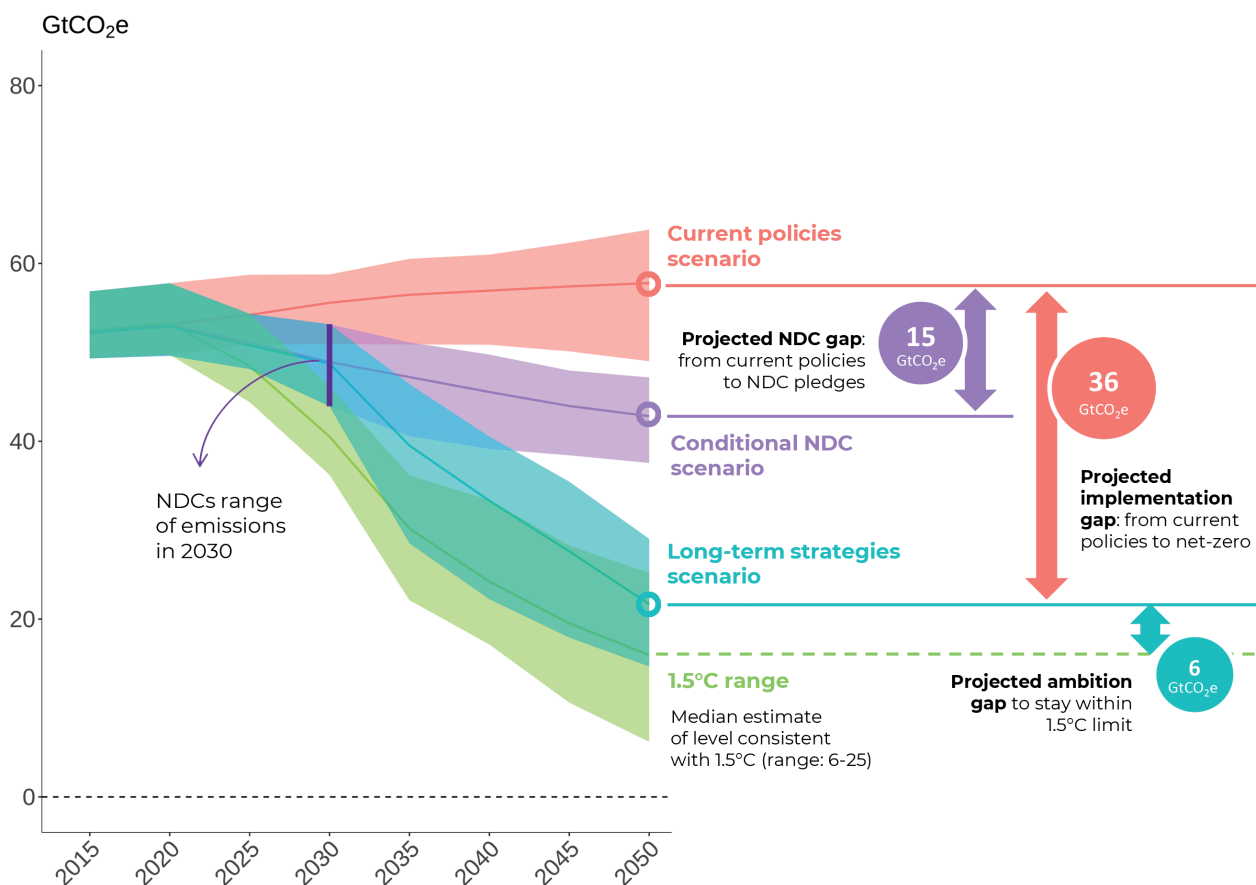 GtCO₂e
80
60
40
20
0
2015
2020
2025
2030
2035
2040
2045
2050
NDCs range
of emissions
in 2030
Current policies
scenario
Projected NDC gap:
from current policies
to NDC pledges
15
GtCO₂e
Conditional NDC
scenario
36
GtCO₂e
Projected
implementation
gap: from current
policies to net-zero
Long-term strategies
scenario
1.5°C range
Median estimate
of level consistent
with 1.5°C (range: 6-25)
Projected ambition
gap to stay within
1.5°C limit
6
GtCO₂e